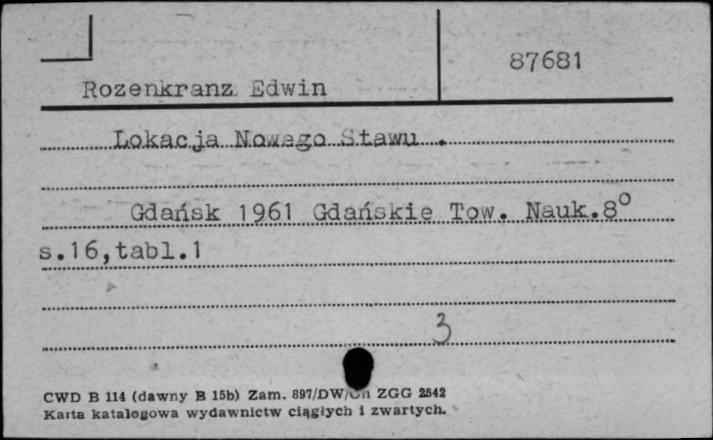 87681
Rozenkranz Edwin
Lokacja Nowego Stawu .
Gdańsk 1961 Gdańskie Tow. Nauk.8°
s.16,tabl.1
3
CWD B 114 (dawny B 15b) Zam. 897/DW/ ZGG 2542
Karta katalogowa wydawnictw ciągłych i zwartych.